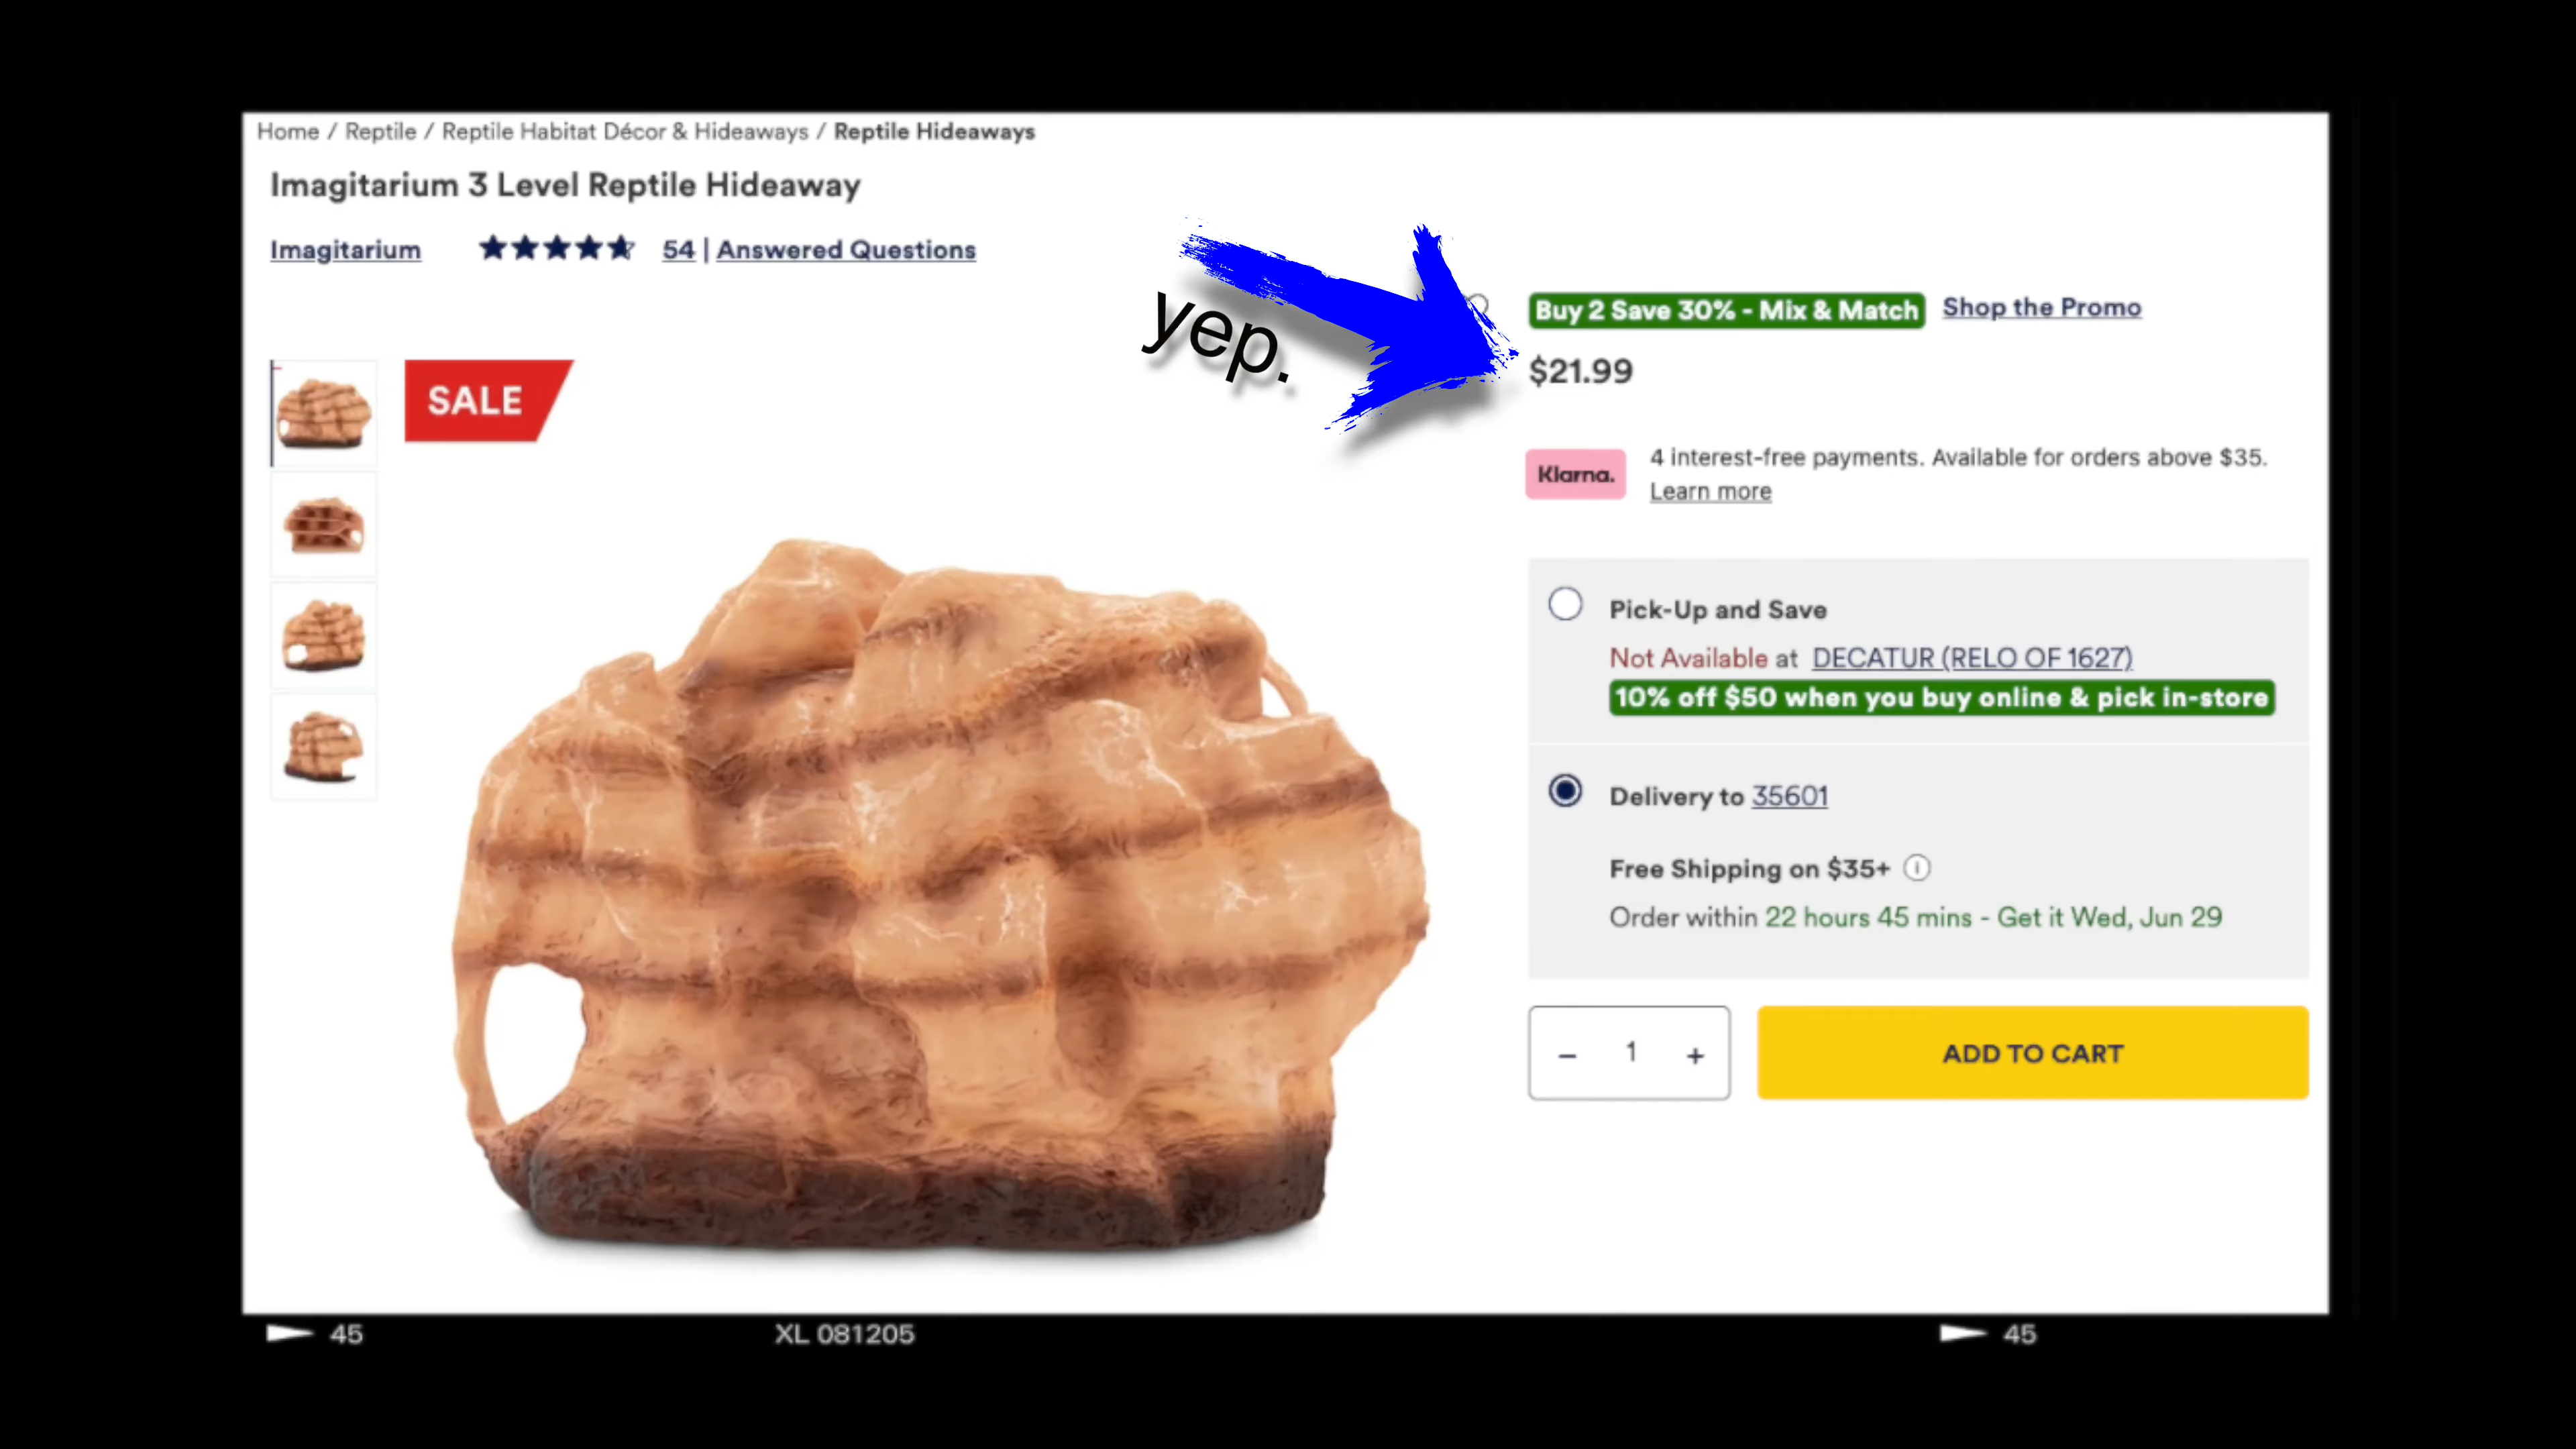 Home / Reptile / Reptile Habitat Décor & Hideaways / Reptile Hideaways
Imagitarium 3 Level Reptile Hideaway
Imagitarium 54 | Answered Questions
yep.
Buy 2 Save 30% - Mix & Match Shop the Promo
$21.99
SALE
Klarna. 4 interest-free payments. Available for orders above $35.
Learn more
Pick-Up and Save
Not Available at DECATUR (RELO OF 1627)
10% off $50 when you buy online & pick in-store
Delivery to 35601
Free Shipping on $35+
Order within 22 hours 45 mins - Get it Wed, Jun 29
− 1 + ADD TO CART
45 XL 081205 45